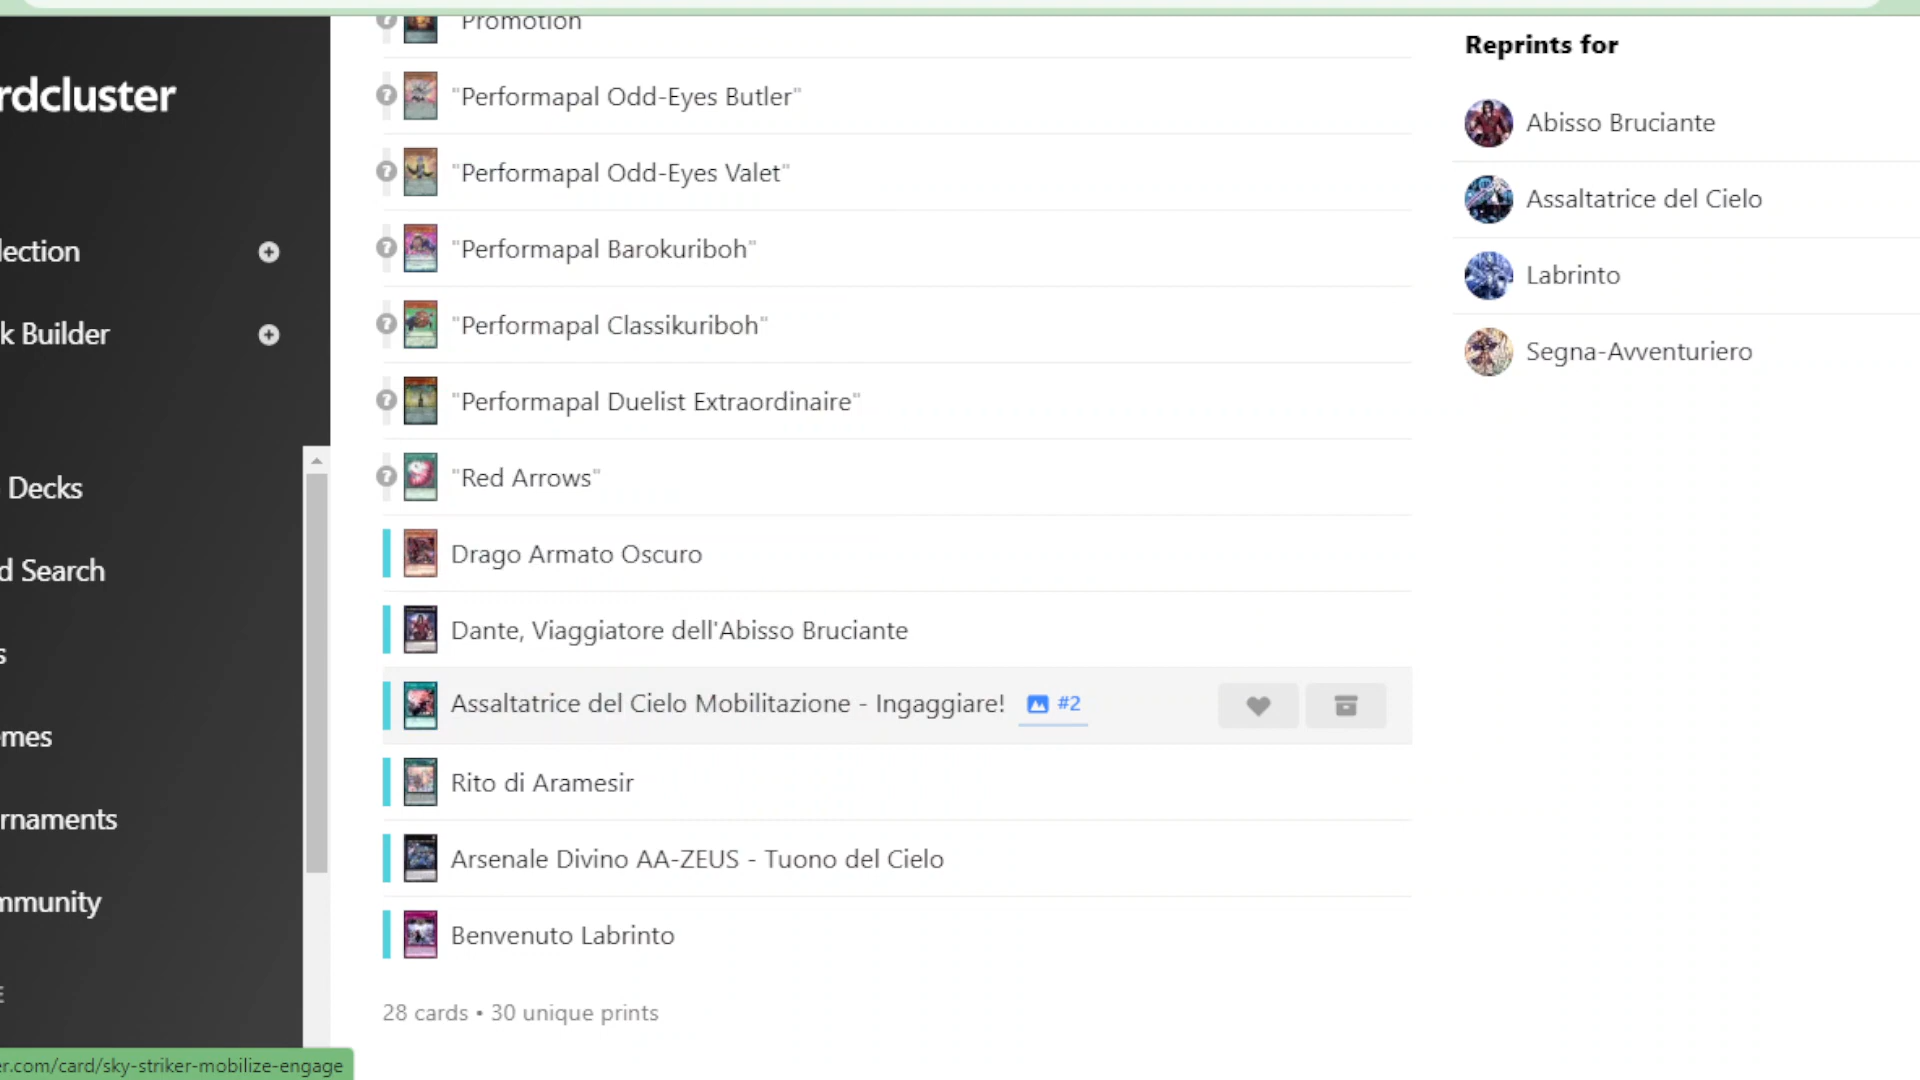 rdcluster
lection
k Builder
Decks
d Search
s
emes
rnaments
mmunity
E
Promotion
"Performapal Odd-Eyes Butler"
"Performapal Odd-Eyes Valet"
"Performapal Barokuriboh"
"Performapal Classikuriboh"
"Performapal Duelist Extraordinaire"
"Red Arrows"
Drago Armato Oscuro
Dante, Viaggiatore dell'Abisso Bruciante
Assaltatrice del Cielo Mobilitazione - Ingaggiare! #2
Rito di Aramesir
Arsenale Divino AA-ZEUS - Tuono del Cielo
Benvenuto Labrinto
28 cards • 30 unique prints
Reprints for
Abisso Bruciante
Assaltatrice del Cielo
Labrinto
Segna-Avventuriero
er.com/card/sky-striker-mobilize-engage